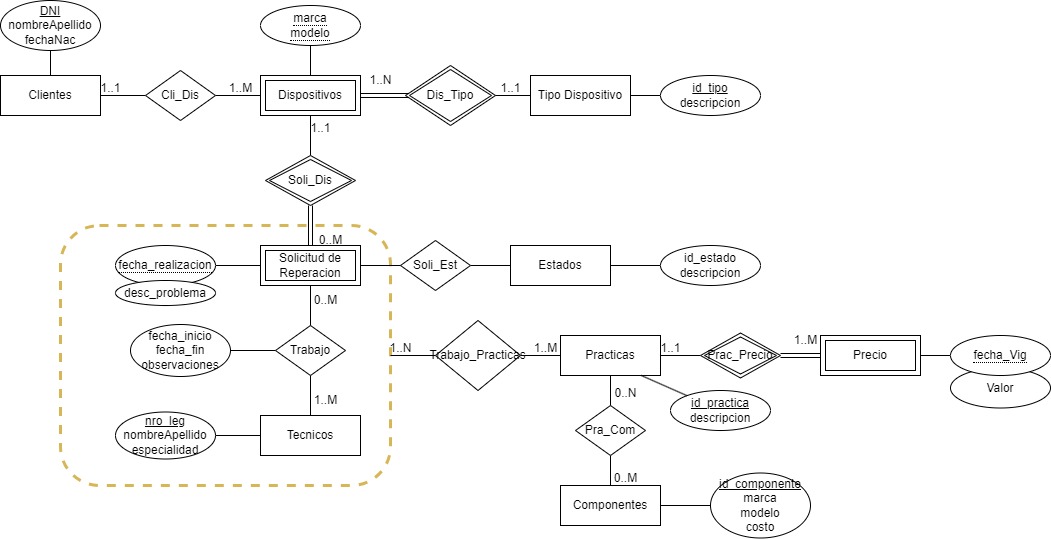 DNI
nombreApellido
fechaNac
marca
modelo
Clientes
1..1
Cli_Dis
1..M
Dispositivos
1..N
Dis_Tipo
1..1
Tipo Dispositivo
id_tipo
descripcion
1..1
Soli_Dis
0..M
fecha_realizacion
desc_problema
Solicitud de
Reperacion
Soli_Est
Estados
id_estado
descripcion
0..M
fecha_inicio
fecha_fin
observaciones
Trabajo
1..N
Trabajo_Practicas
1..M
Practicas
1..1
Prac_Precio
1..M
Precio
fecha_Vig
Valor
1..M
nro_leg
nombreApellido
especialidad
Tecnicos
0..N
id_practica
descripcion
Pra_Com
0..M
Componentes
id_componente
marca
modelo
costo